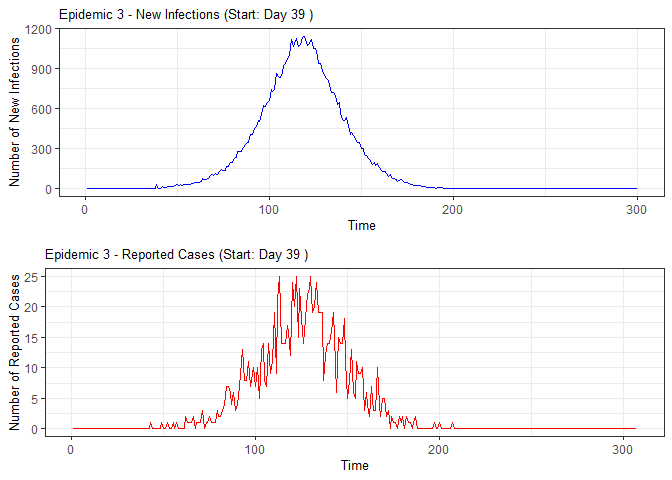 Epidemic 3 - New Infections (Start: Day 39 )
Number of New Infections
1200
900
600
300
0
0 100 200 300
Time
Epidemic 3 - Reported Cases (Start: Day 39 )
Number of Reported Cases
25
20
15
10
5
0
0 100 200 300
Time